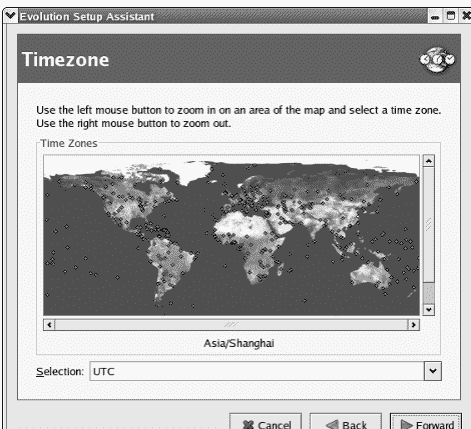 Evolution Setup Assistant
Timezone
Use the left mouse button to zoom in on an area of the map and select a time zone.
Use the right mouse button to zoom out.
Time Zones
Asia/Shanghai
Selection: UTC
Cancel Back Forward